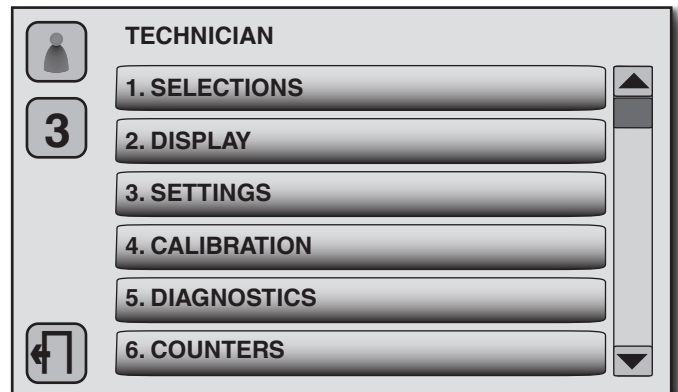 TECHNICIAN
1. SELECTIONS
3
2. DISPLAY
3. SETTINGS
4. CALIBRATION
5. DIAGNOSTICS
6. COUNTERS